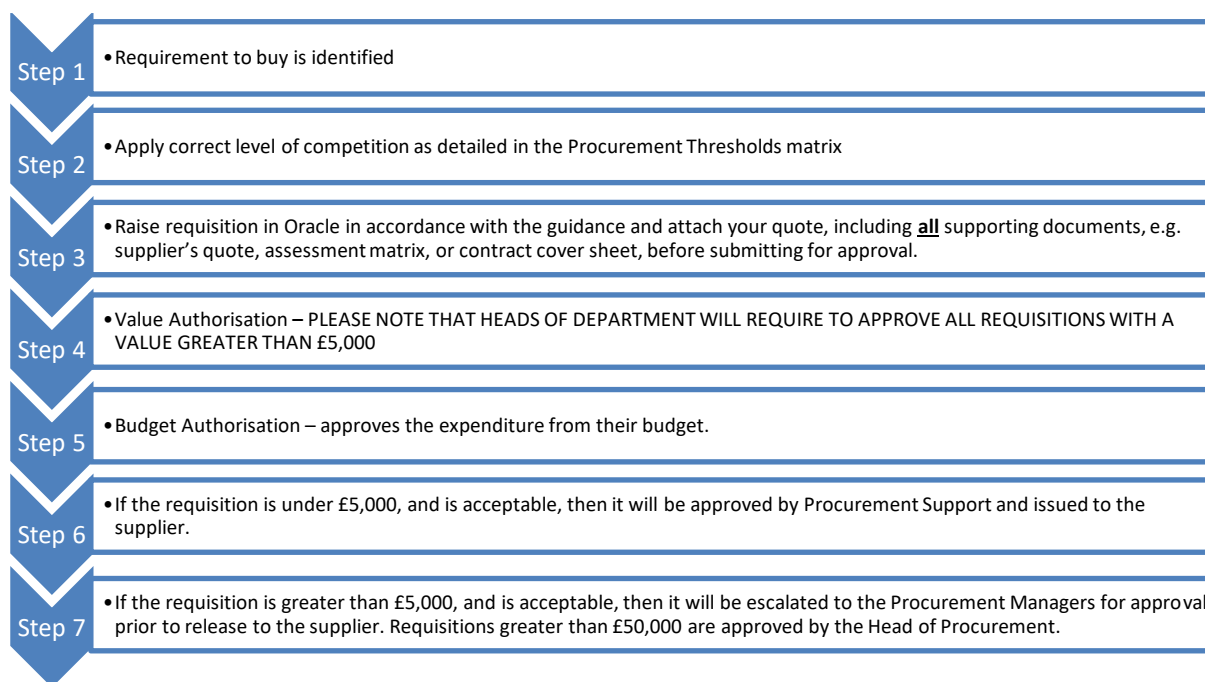 Step 1
•Requirement to buy is identified
Step 2
•Apply correct level of competition as detailed in the Procurement Thresholds matrix
Step 3
•Raise requisition in Oracle in accordance with the guidance and attach your quote, including all supporting documents, e.g.
supplier's quote, assessment matrix, or contract cover sheet, before submitting for approval.
Step 4
•Value Authorisation – PLEASE NOTE THAT HEADS OF DEPARTMENT WILL REQUIRE TO APPROVE ALL REQUISITIONS WITH A
VALUE GREATER THAN £5,000
Step 5
•Budget Authorisation – approves the expenditure from their budget.
Step 6
•If the requisition is under £5,000, and is acceptable, then it will be approved by Procurement Support and issued to the
supplier.
Step 7
•If the requisition is greater than £5,000, and is acceptable, then it will be escalated to the Procurement Managers for approval
prior to release to the supplier. Requisitions greater than £50,000 are approved by the Head of Procurement.